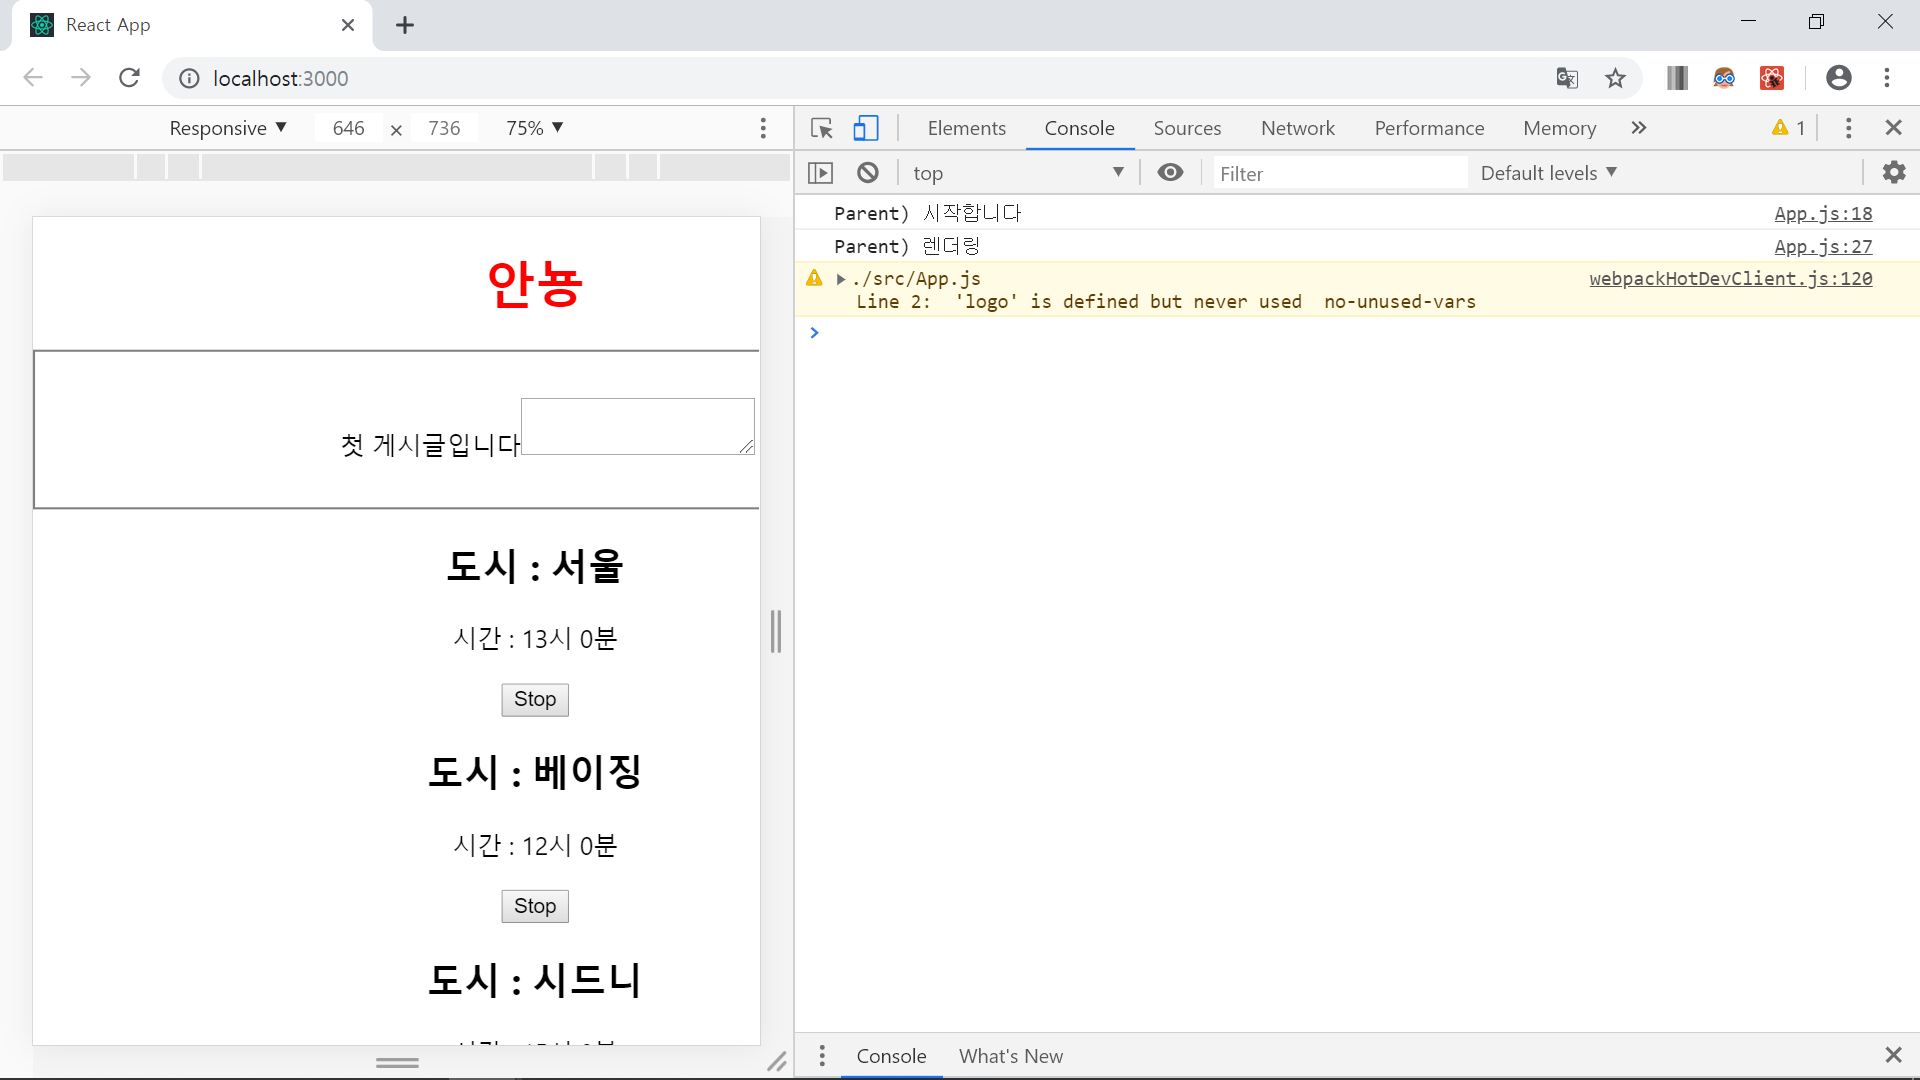 React App
localhost:3000
Responsive ▼ 646 × 736 75% ▼
Elements Console Sources Network Performance Memory » 1
top ▼ Filter Default levels ▼
안뇽
첫 게시글입니다
도시 : 서울
시간 : 13시 0분
Stop
도시 : 베이징
시간 : 12시 0분
Stop
도시 : 시드니
Parent) 시작합니다 App.js:18
Parent) 렌더링 App.js:27
./src/App.js webpackHotDevClient.js:120
Line 2: 'logo' is defined but never used no-unused-vars
Console What's New